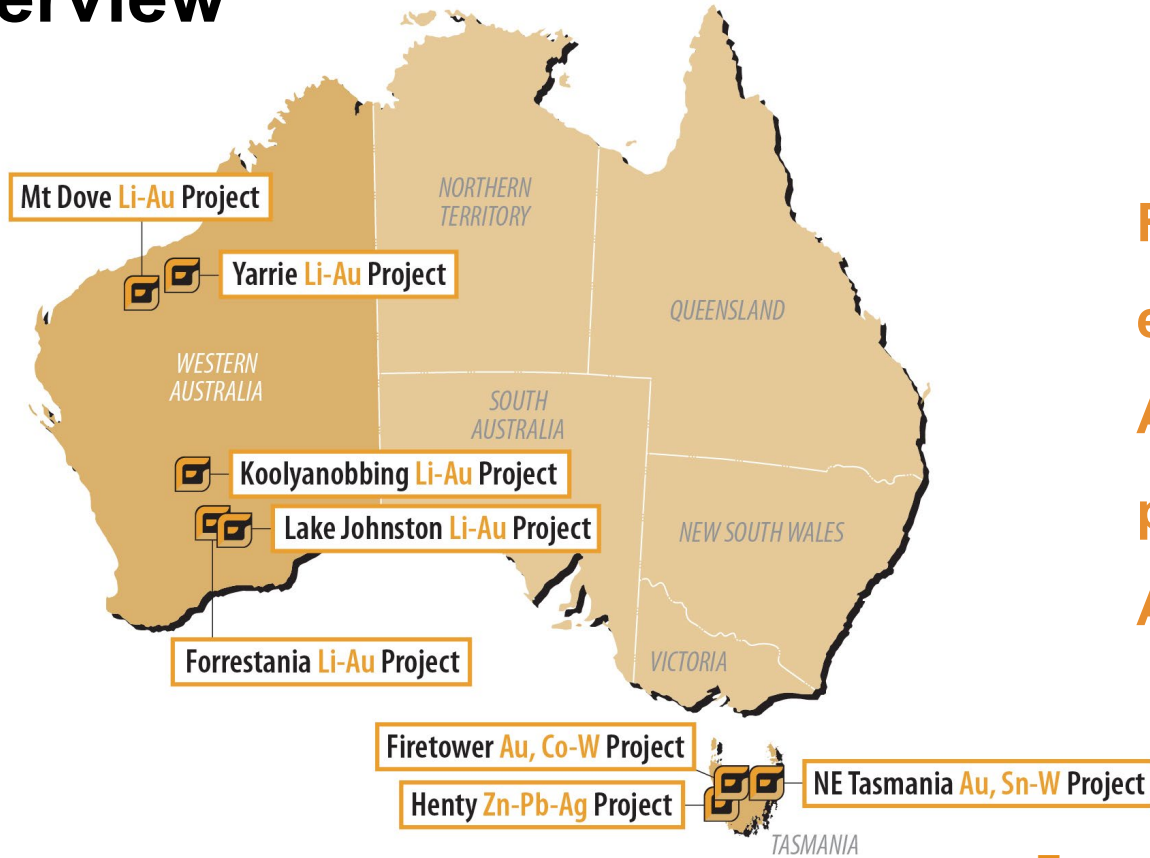 NORTHERN
TERRITORY
Mt Dove Li-Au Project
Yarrie Li-Au Project
QUEENSLAND
WESTERN
AUSTRALIA
SOUTH
AUSTRALIA
Koolyanobbing Li-Au Project
Lake Johnston Li-Au Project
NEW SOUTH WALES
Forrestania Li-Au Project
VICTORIA
Firetower Au, Co-W Project
NE Tasmania Au, Sn-W Project
Henty Zn-Pb-Ag Project
TASMANIA